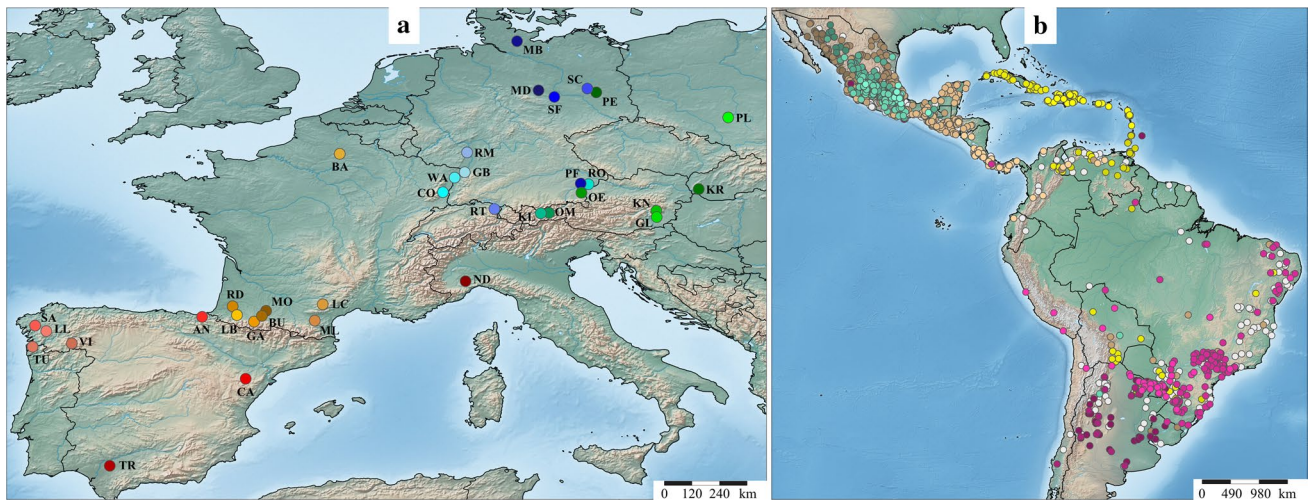 a
b
MB
MD
SC
SF
PE
PL
BA
RM
GB
WA
CO
PF
RO
OE
KR
RT
KL
OM
KN
GL
ND
RD
MO
LC
AN
LB
GA
BU
ML
SA
LL
TU
VI
CA
TR
0 120 240 km
0 490 980 km